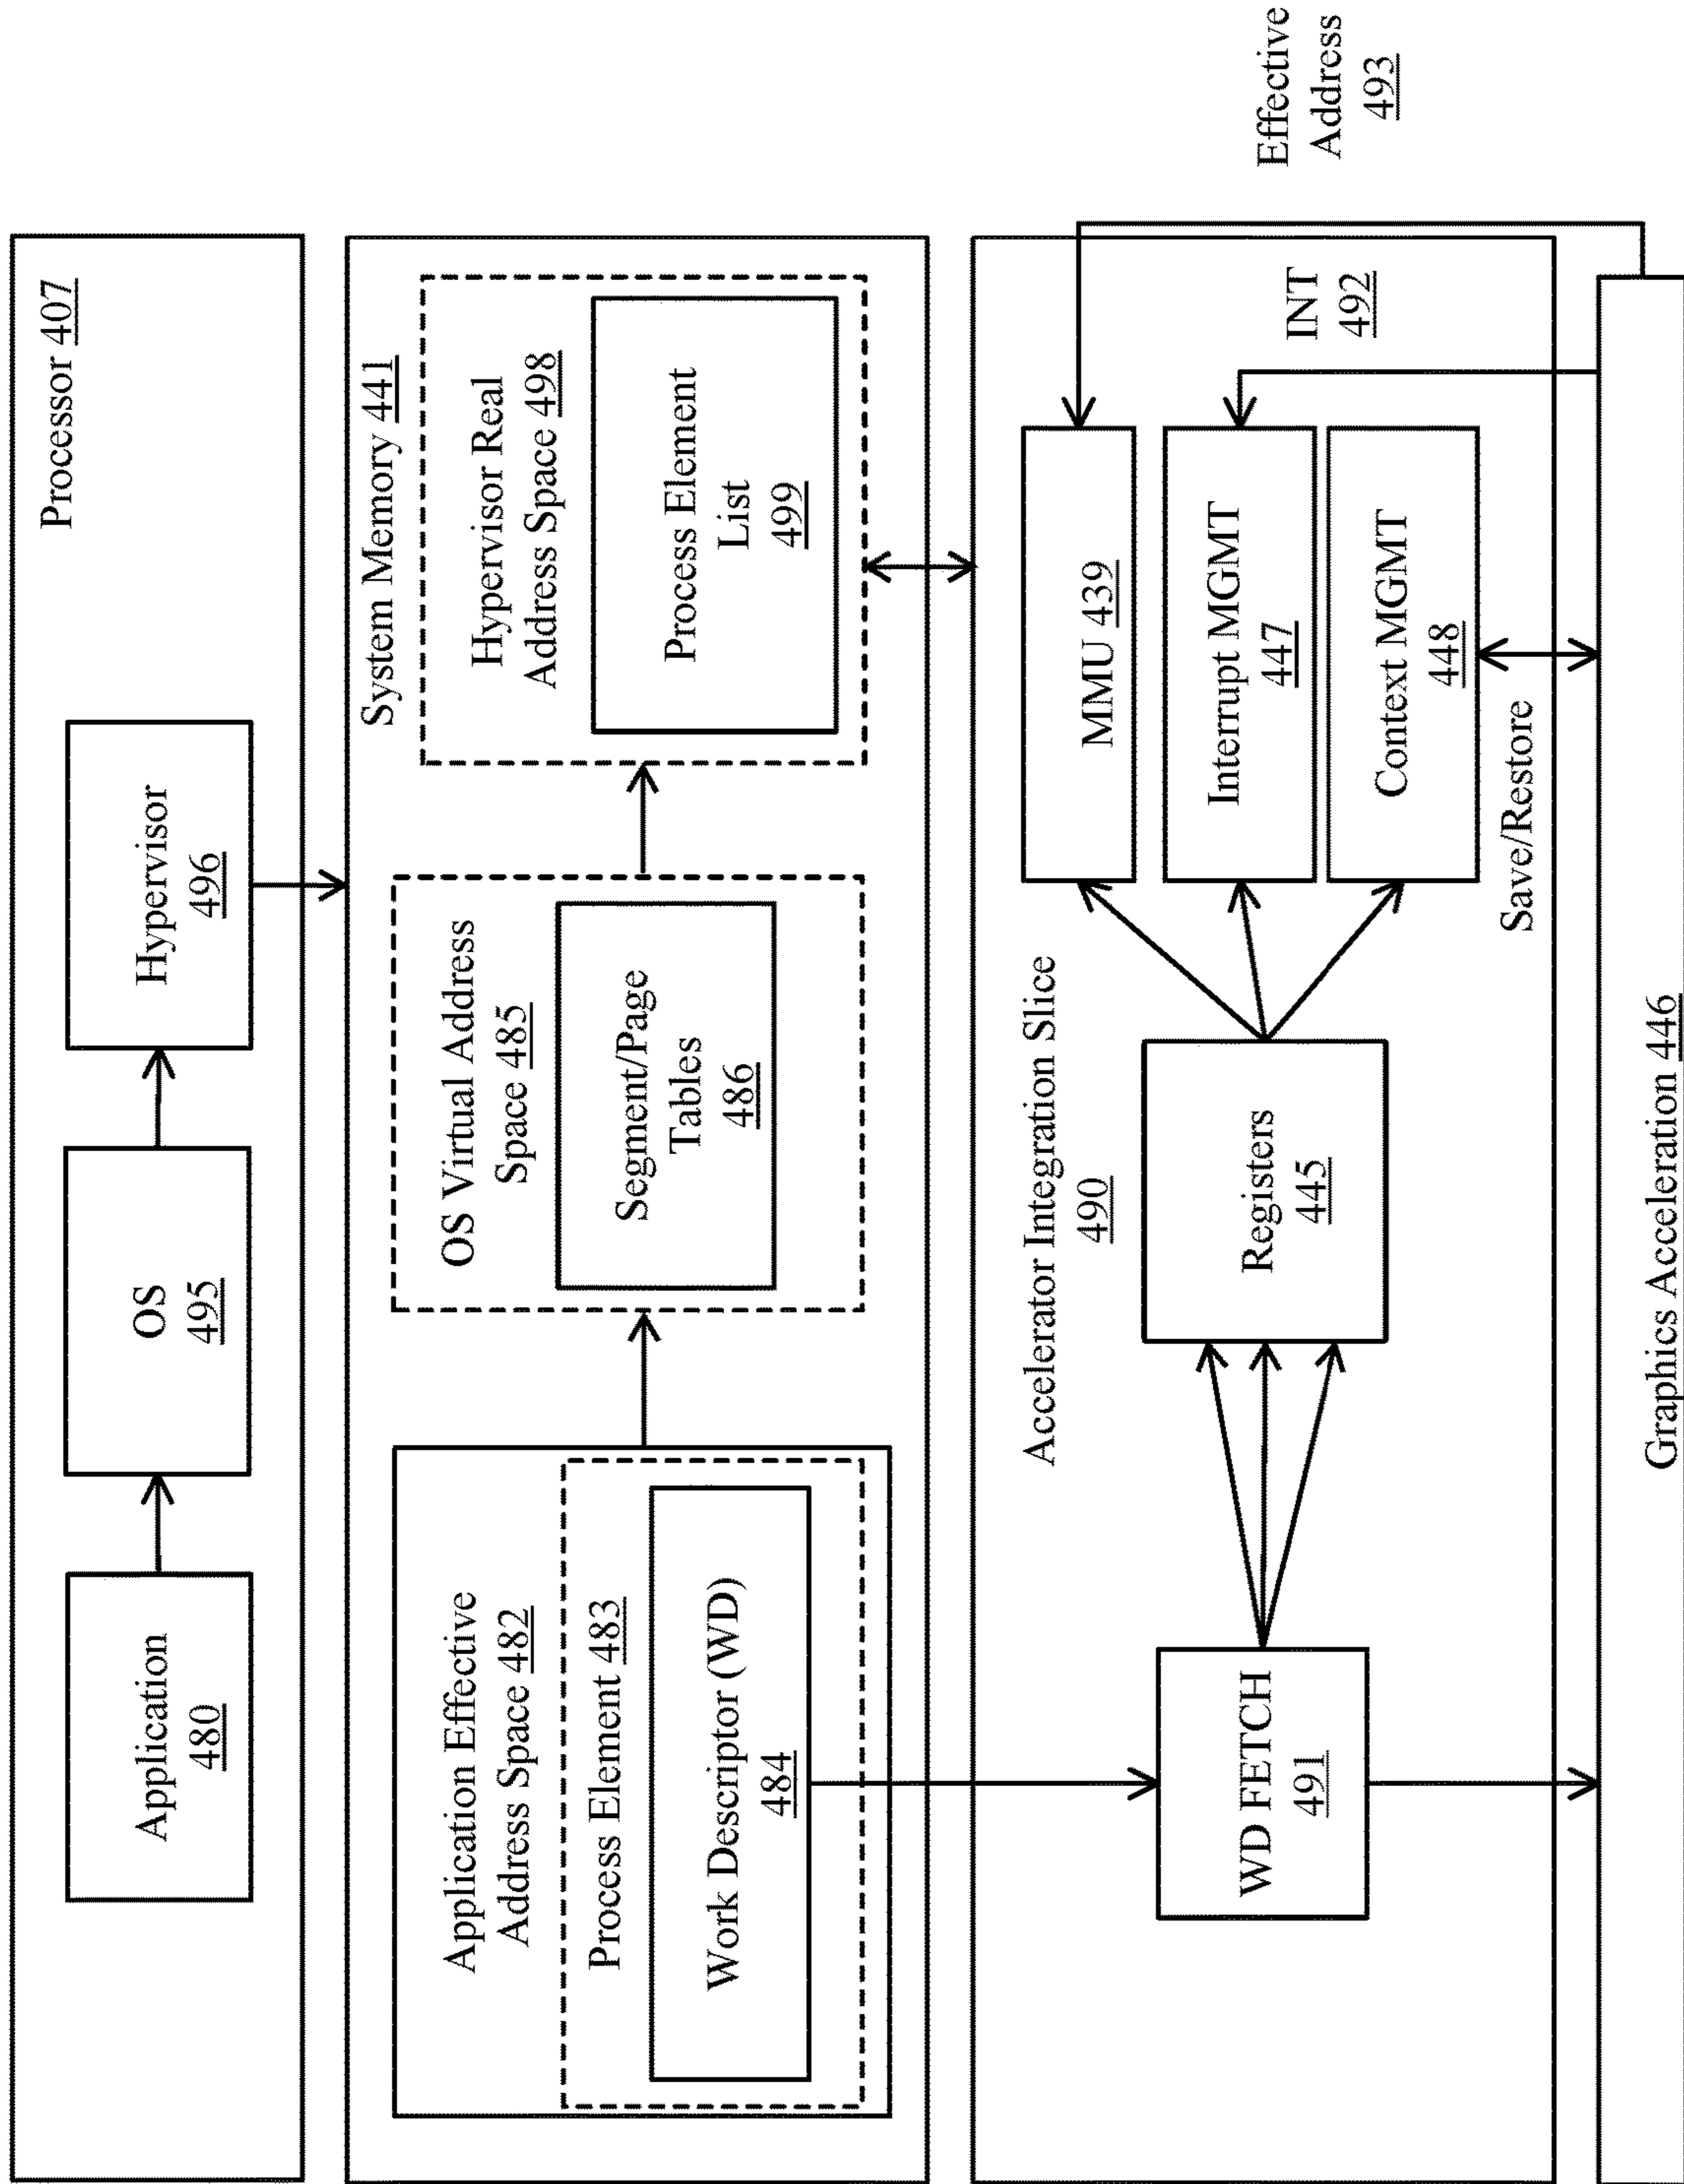 Processor 407
Application
480
OS
495
Hypervisor
496
System Memory 441
Application Effective
Address Space 482
Process Element 483
Work Descriptor (WD)
484
OS Virtual Address
Space 485
Segment/Page
Tables
486
Hypervisor Real
Address Space 498
Process Element
List
499
Accelerator Integration Slice
490
WD FETCH
491
Registers
445
MMU 439
Interrupt MGMT
447
Context MGMT
448
Save/Restore
INT
492
Effective
Address
493
Graphics Acceleration 446